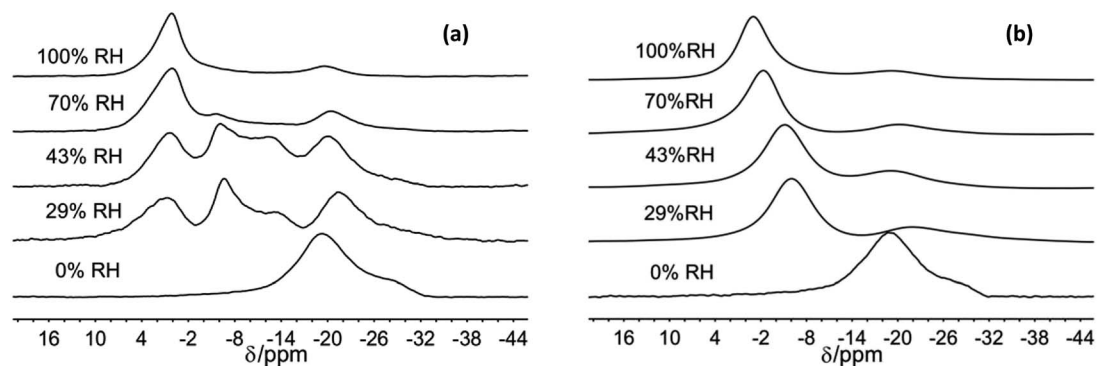 (a)
100% RH
70% RH
43% RH
29% RH
0% RH
16 10 4 -2 -8 -14 -20 -26 -32 -38 -44
δ/ppm
(b)
100%RH
70%RH
43%RH
29%RH
0% RH
16 10 4 -2 -8 -14 -20 -26 -32 -38 -44
δ/ppm